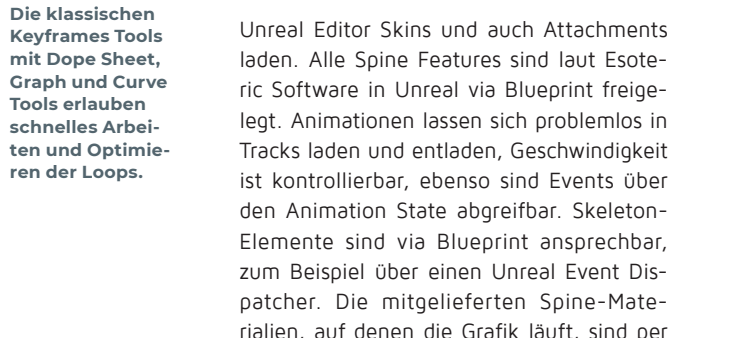 Die klassischen
Keyframes Tools
mit Dope Sheet,
Graph und Curve
Tools erlauben
schnelles Arbei-
ten und Optimie-
ren der Loops.
Unreal Editor Skins und auch Attachments
laden. Alle Spine Features sind laut Esote-
ric Software in Unreal via Blueprint freige-
legt. Animationen lassen sich problemlos in
Tracks laden und entladen, Geschwindigkeit
ist kontrollierbar, ebenso sind Events über
den Animation State abgreifbar. Skeleton-
Elemente sind via Blueprint ansprechbar,
zum Beispiel über einen Unreal Event Dis-
patcher. Die mitgelieferten Spine-Mate-
rialien, auf denen die Grafik läuft, sind per